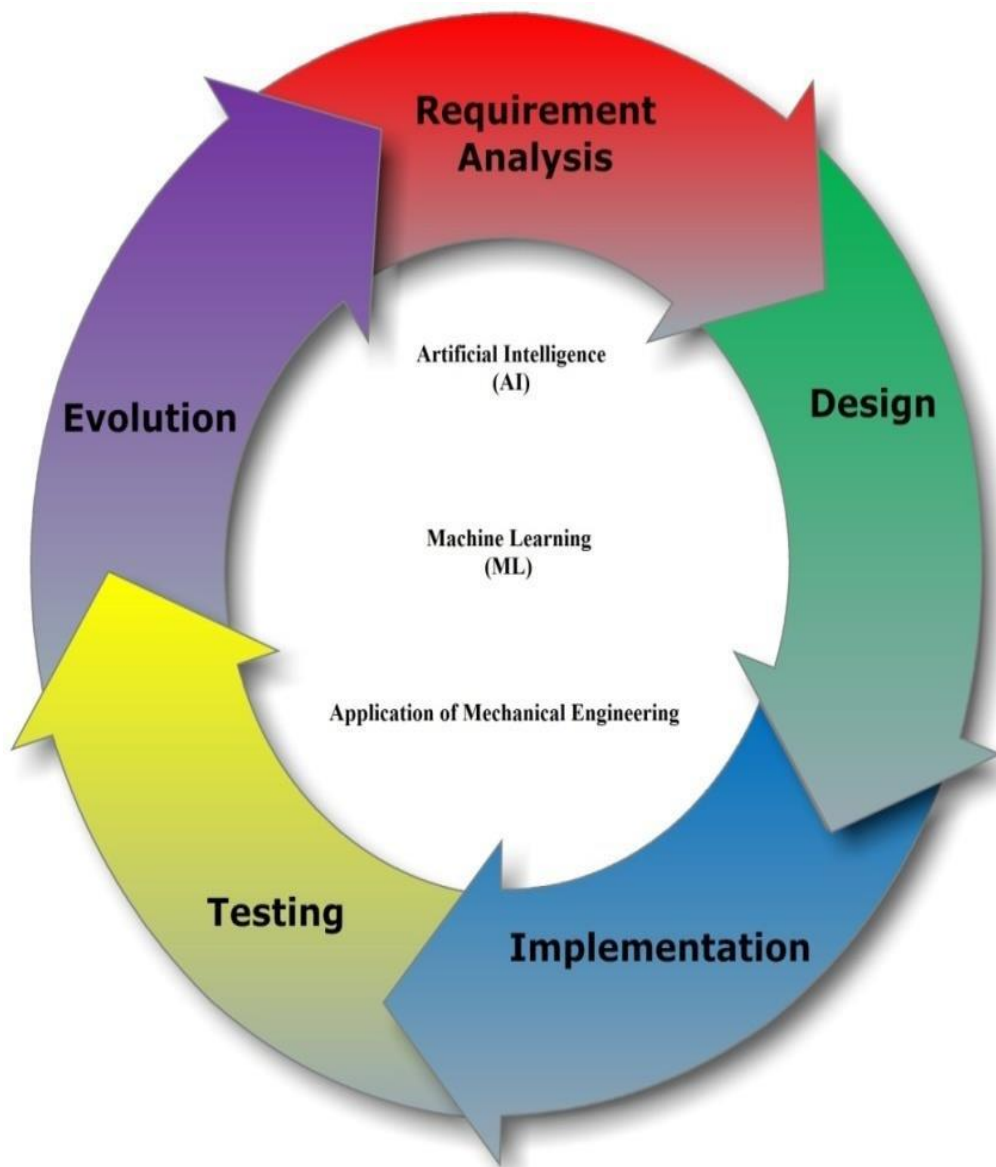 Requirement
Analysis
Design
Implementation
Testing
Evolution
Artificial Intelligence
(AI)
Machine Learning
(ML)
Application of Mechanical Engineering